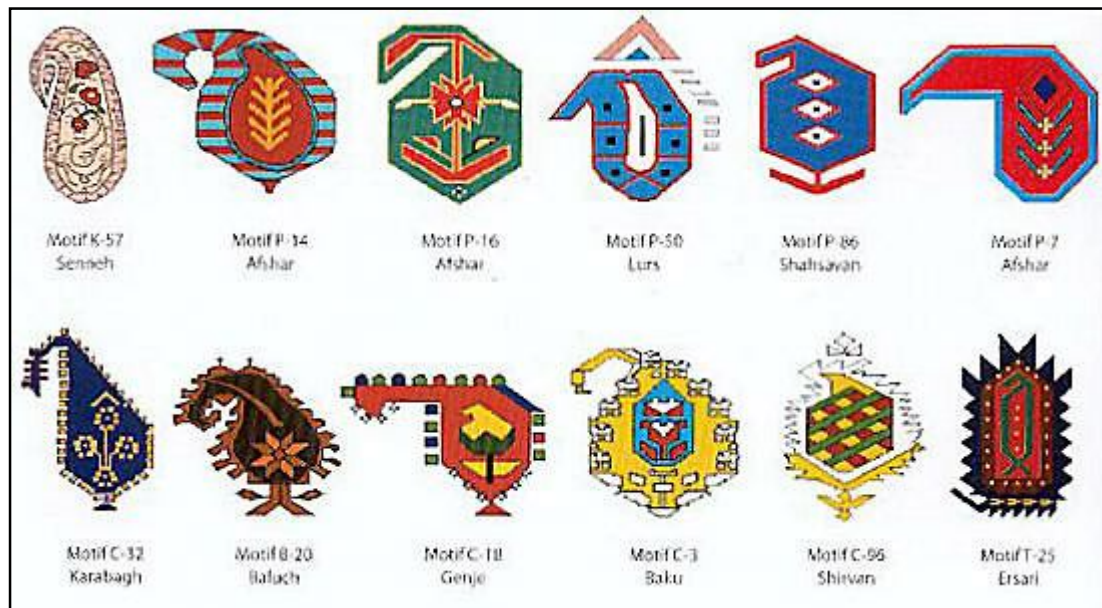 Motif K-57
Senneh
Motif P-14
Afshar
Motif P-16
Afshar
Motif P-50
Lurs
Motif P-86
Shahsavan
Motif P-7
Afshar
Motif C-32
Karabagh
Motif B-20
Baluch
Motif C-18
Genje
Motif C-3
Baku
Motif C-96
Shirvan
Motif T-25
Ersari